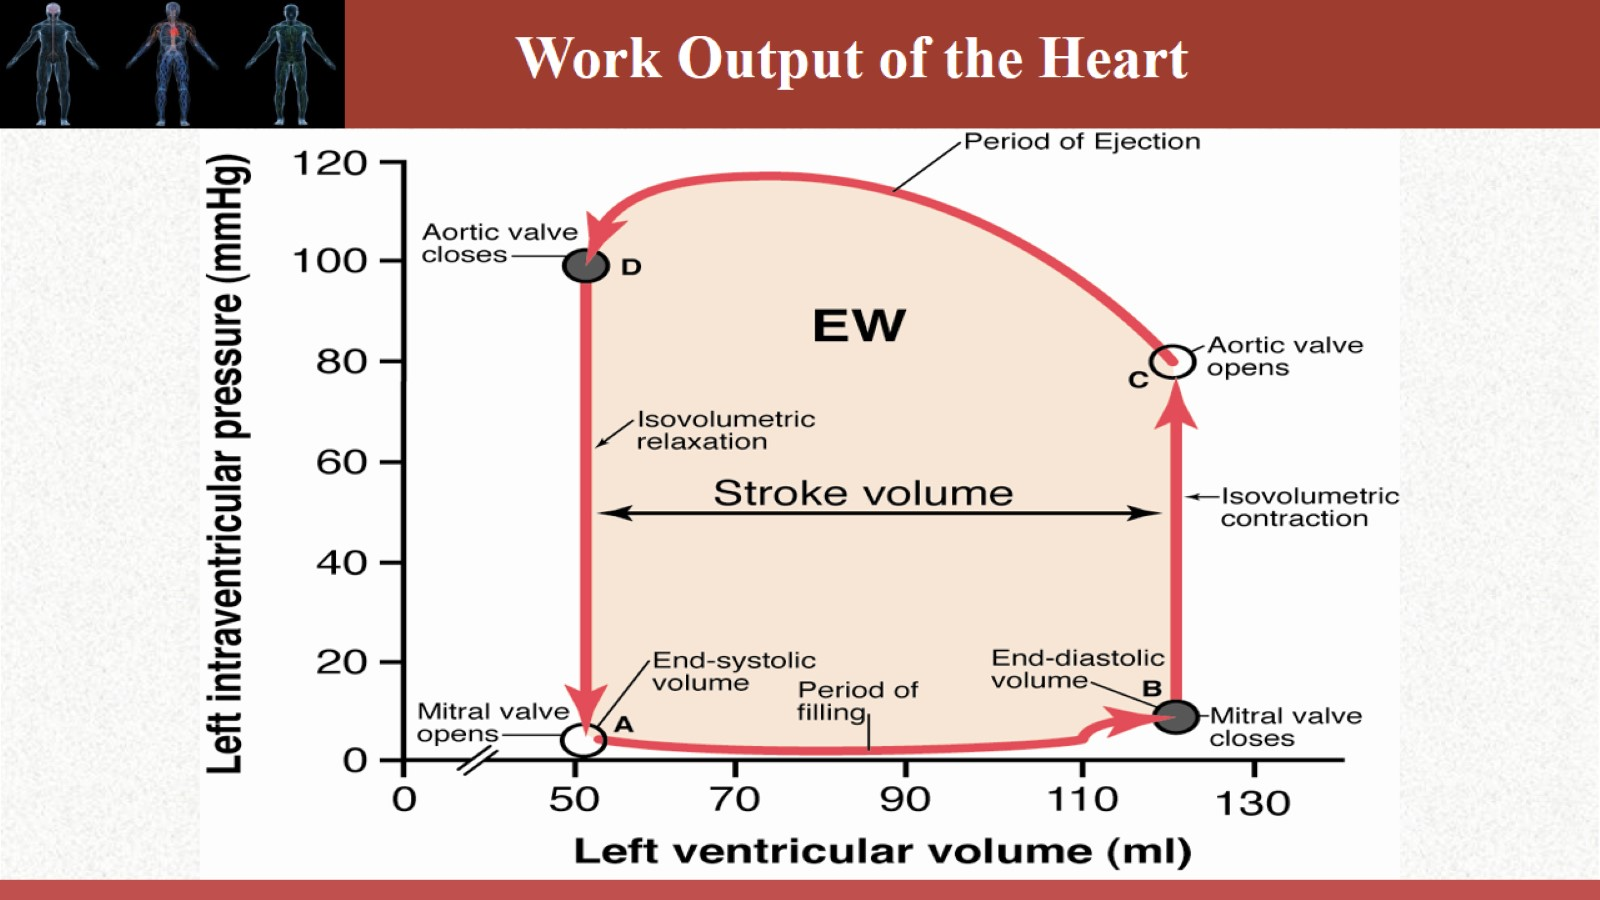 Work Output of the Heart
Period of Ejection
Left intraventricular pressure (mmHg)
120
100
80
60
40
20
0
Aortic valve
closes
D
EW
Aortic valve
opens
C
Isovolumetric
relaxation
Stroke volume
Isovolumetric
contraction
End-systolic
volume
Period of
filling
End-diastolic
volume
B
Mitral valve
opens
A
Mitral valve
closes
0
50
70
90
110
130
Left ventricular volume (ml)